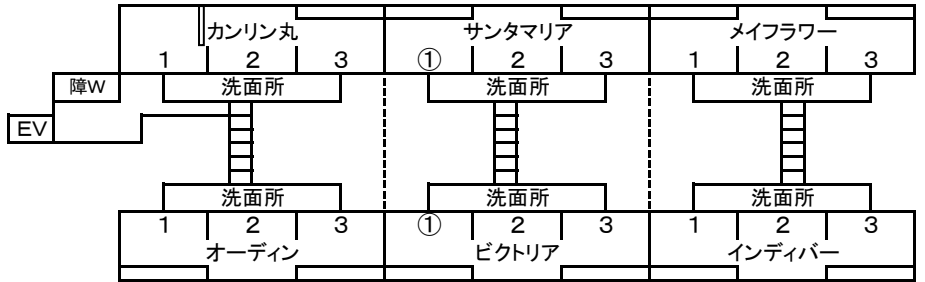 カンリン丸 サンタマリア メイフラワー
1 2 3 ① 2 3 1 2 3
障W 洗面所 洗面所 洗面所
EV
洗面所 洗面所 洗面所
1 2 3 ① 2 3 1 2 3
オーディン ビクトリア インディバー